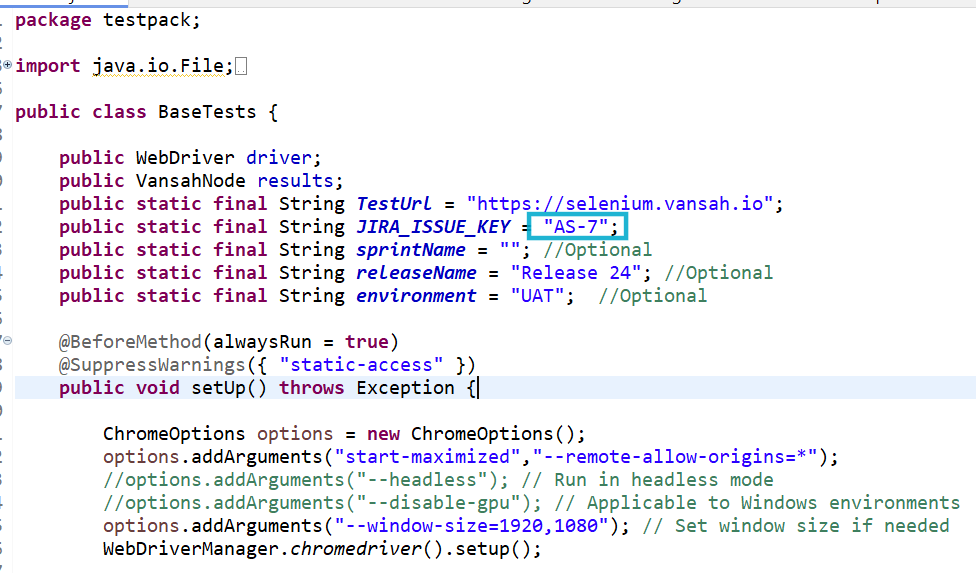 package testpack;
import java.io.File;
public class BaseTests {
public WebDriver driver;
public VansahNode results;
public static final String TestUrl = "https://selenium.vansah.io";
public static final String JIRA_ISSUE_KEY = "AS-7";
public static final String sprintName = ""; //Optional
public static final String releaseName = "Release 24"; //Optional
public static final String environment = "UAT";  //Optional
@BeforeMethod(alwaysRun = true)
@SuppressWarnings({ "static-access" })
public void setUp() throws Exception {
ChromeOptions options = new ChromeOptions();
options.addArguments("start-maximized","--remote-allow-origins=*");
//options.addArguments("--headless"); // Run in headless mode
//options.addArguments("--disable-gpu"); // Applicable to Windows environments
options.addArguments("--window-size=1920,1080"); // Set window size if needed
WebDriverManager.chromedriver().setup();